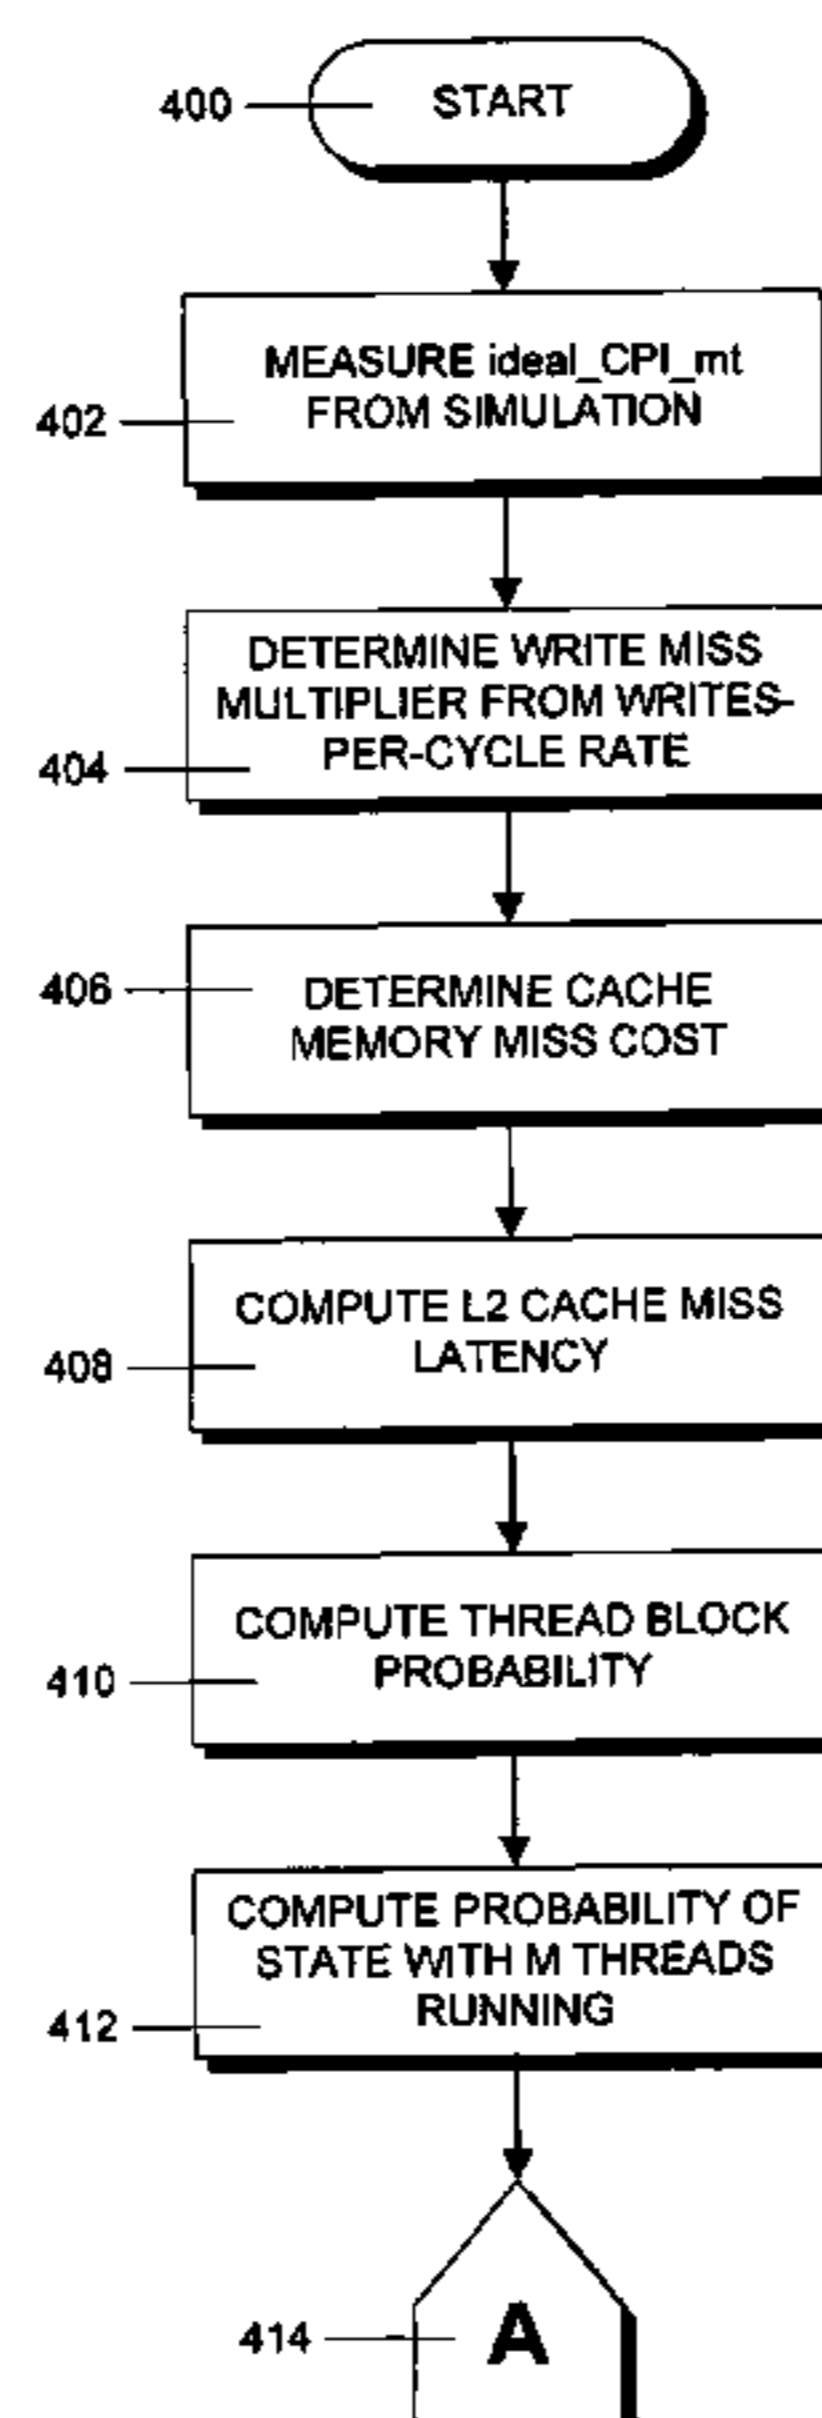 400
START
402
MEASURE ideal_CPI_mt
FROM SIMULATION
404
DETERMINE WRITE MISS
MULTIPLIER FROM WRITES-
PER-CYCLE RATE
406
DETERMINE CACHE
MEMORY MISS COST
408
COMPUTE L2 CACHE MISS
LATENCY
410
COMPUTE THREAD BLOCK
PROBABILITY
412
COMPUTE PROBABILITY OF
STATE WITH M THREADS
RUNNING
414
A